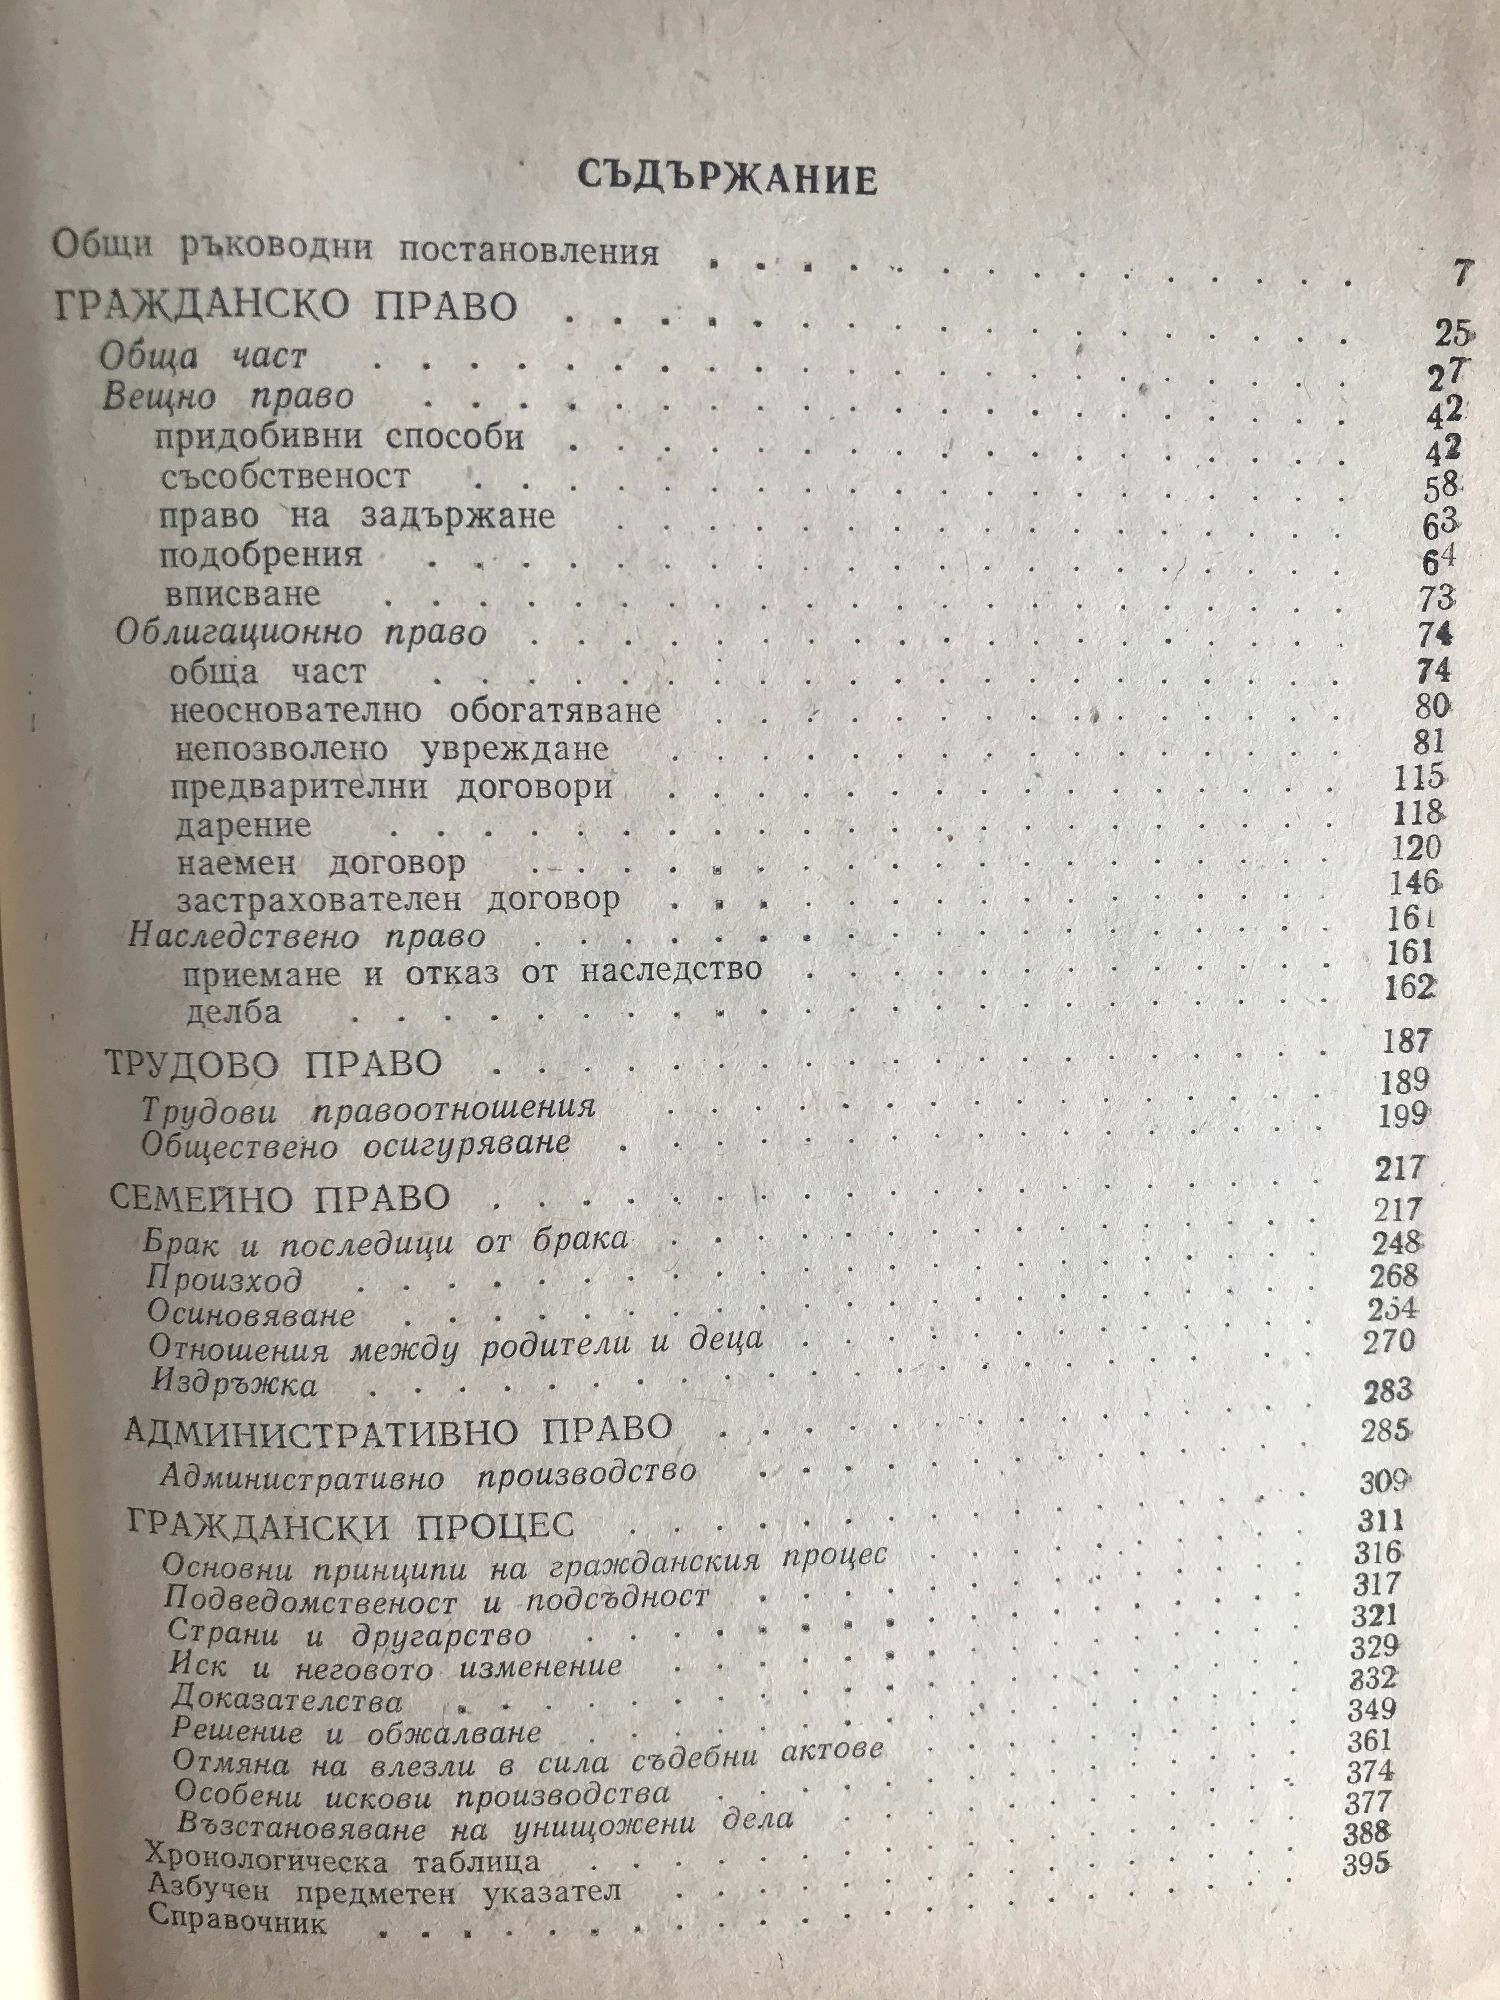 СЪДЪРЖАНИЕ
Общи ръководни постановления . . . . . . . . . . . . . . 7
ГРАЖДАНСКО ПРАВО . . . . . . . . . . . . . . . . . 25
Обща част . . . . . . . . . . . . . . . . . . . . . 27
Вещно право . . . . . . . . . . . . . . . . . . . . 42
придобивни способи . . . . . . . . . . . . . . . . . 42
съсобственост . . . . . . . . . . . . . . . . . . . 58
право на задържане . . . . . . . . . . . . . . . . 63
подобрения . . . . . . . . . . . . . . . . . . . . 64
вписване . . . . . . . . . . . . . . . . . . . . . 73
Облигационно право . . . . . . . . . . . . . . . . . 74
обща част . . . . . . . . . . . . . . . . . . . . 74
неоснователно обогатяване . . . . . . . . . . . . . . 80
непозволено увреждане . . . . . . . . . . . . . . . 81
предварителни договори . . . . . . . . . . . . . . . 115
дарение . . . . . . . . . . . . . . . . . . . . . 118
наемен договор . . . . . . . . . . . . . . . . . . 120
застрахователен договор . . . . . . . . . . . . . . . 146
Наследствено право . . . . . . . . . . . . . . . . . 161
приемане и отказ от наследство . . . . . . . . . . . . 161
делба . . . . . . . . . . . . . . . . . . . . . . 162
ТРУДОВО ПРАВО . . . . . . . . . . . . . . . . . . . 187
Трудови правоотношения . . . . . . . . . . . . . . . 189
Обществено осигуряване . . . . . . . . . . . . . . . . 199
СЕМЕЙНО ПРАВО . . . . . . . . . . . . . . . . . . . 217
Брак и последици от брака . . . . . . . . . . . . . . . 217
Произход . . . . . . . . . . . . . . . . . . . . . 248
Осиновяване . . . . . . . . . . . . . . . . . . . . 268
Отношения между родители и деца . . . . . . . . . . . . 264
Издръжка . . . . . . . . . . . . . . . . . . . . . 270
АДМИНИСТРАТИВНО ПРАВО . . . . . . . . . . . . . . 283
Административно производство . . . . . . . . . . . . . 285
ГРАЖДАНСКИ ПРОЦЕС . . . . . . . . . . . . . . . . 309
Основни принципи на гражданския процес . . . . . . . . . 311
Подведомственост и подсъдност . . . . . . . . . . . . . 316
Страни и другарство . . . . . . . . . . . . . . . . . 317
Иск и неговото изменение . . . . . . . . . . . . . . . 321
Доказателства . . . . . . . . . . . . . . . . . . . 329
Решение и обжалване . . . . . . . . . . . . . . . . . 332
Отмяна на влезли в сила съдебни актове . . . . . . . . . 349
Особени искови производства . . . . . . . . . . . . . . 361
Възстановяване на унищожени дела . . . . . . . . . . . . 374
Хронологическа таблица . . . . . . . . . . . . . . . . 377
Азбучен предметен указател . . . . . . . . . . . . . . . 388
Справочник . . . . . . . . . . . . . . . . . . . . . 395